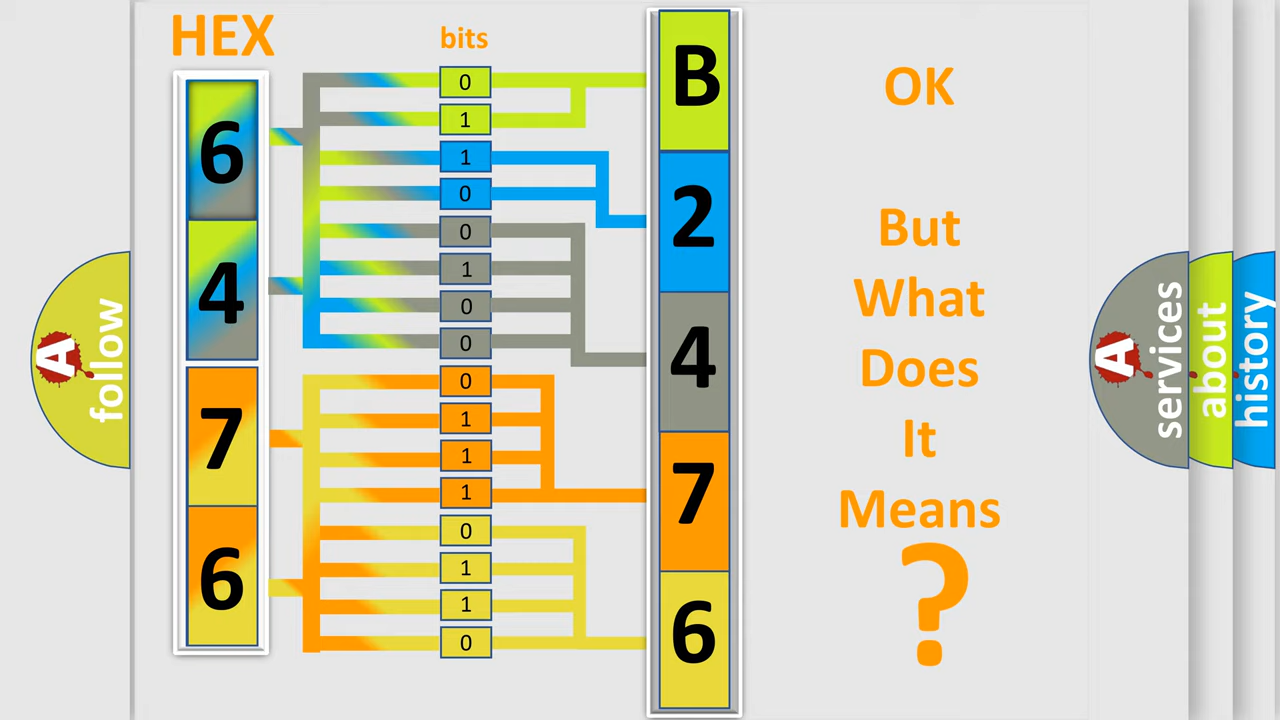 HEX
bits
6
4
7
6
0
1
1
0
0
1
0
0
0
1
1
1
0
1
1
0
B
2
4
7
6
OK
But
What
Does
It
Means
?
A
follow
A
services
about
history